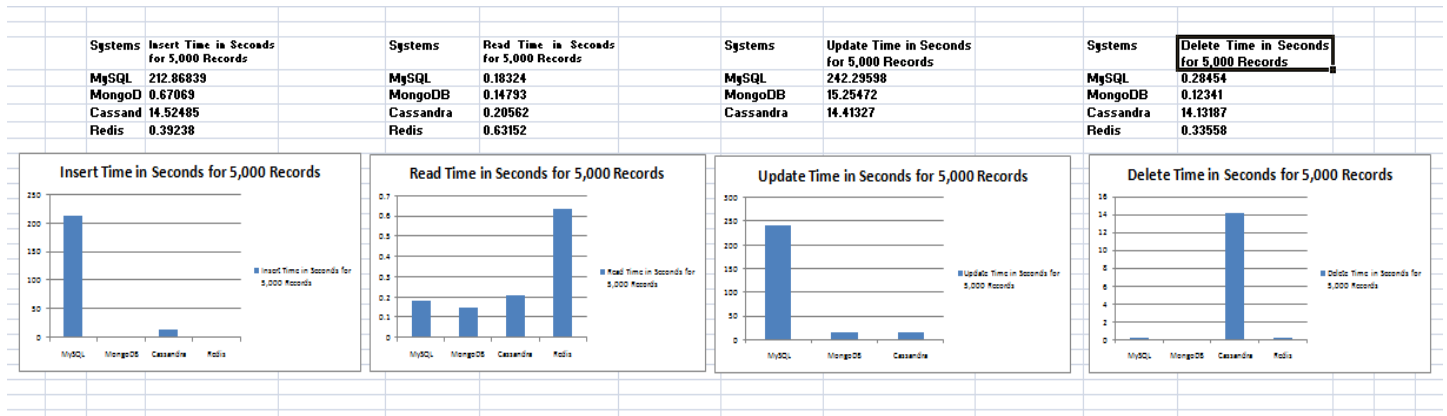 Systems Insert Time in Seconds
for 5,000 Records
MySQL 212.86839
MongoD 0.67069
Cassand 14.52485
Redis 0.39238
Systems Read Time in Seconds
for 5,000 Records
MySQL 0.18324
MongoDB 0.14793
Cassandra 0.20562
Redis 0.63152
Systems Update Time in Seconds
for 5,000 Records
MySQL 242.29598
MongoDB 15.25472
Cassandra 14.41327
Systems Delete Time in Seconds
for 5,000 Records
MySQL 0.28454
MongoDB 0.12341
Cassandra 14.13187
Redis 0.33558
Insert Time in Seconds for 5,000 Records
250
200
150
100
50
0
MySQL MongoDB Cassandra Redis
Insert Time in Seconds for
5,000 Records
Read Time in Seconds for 5,000 Records
0.7
0.6
0.5
0.4
0.3
0.2
0.1
0
MySQL MongoDB Cassandra Redis
Read Time in Seconds for
5,000 Records
Update Time in Seconds for 5,000 Records
300
250
200
150
100
50
0
MySQL MongoDB Cassandra
Update Time in Seconds for
5,000 Records
Delete Time in Seconds for 5,000 Records
16
14
12
10
8
6
4
2
0
MySQL MongoDB Cassandra Redis
Delete Time in Seconds for
5,000 Records